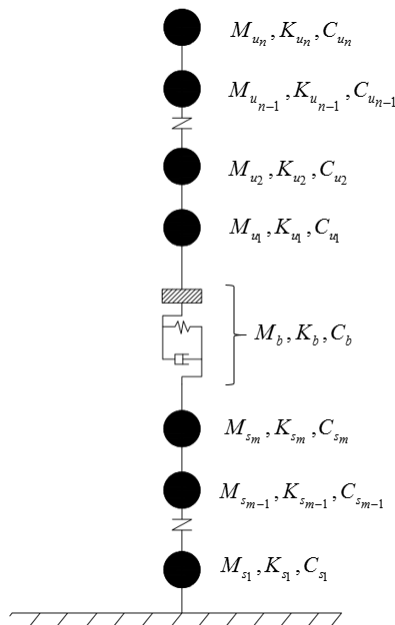 M_{u_n}, K_{u_n}, C_{u_n}
M_{u_{n-1}}, K_{u_{n-1}}, C_{u_{n-1}}
M_{u_2}, K_{u_2}, C_{u_2}
M_{u_1}, K_{u_1}, C_{u_1}
M_b, K_b, C_b
M_{s_m}, K_{s_m}, C_{s_m}
M_{s_{m-1}}, K_{s_{m-1}}, C_{s_{m-1}}
M_{s_1}, K_{s_1}, C_{s_1}